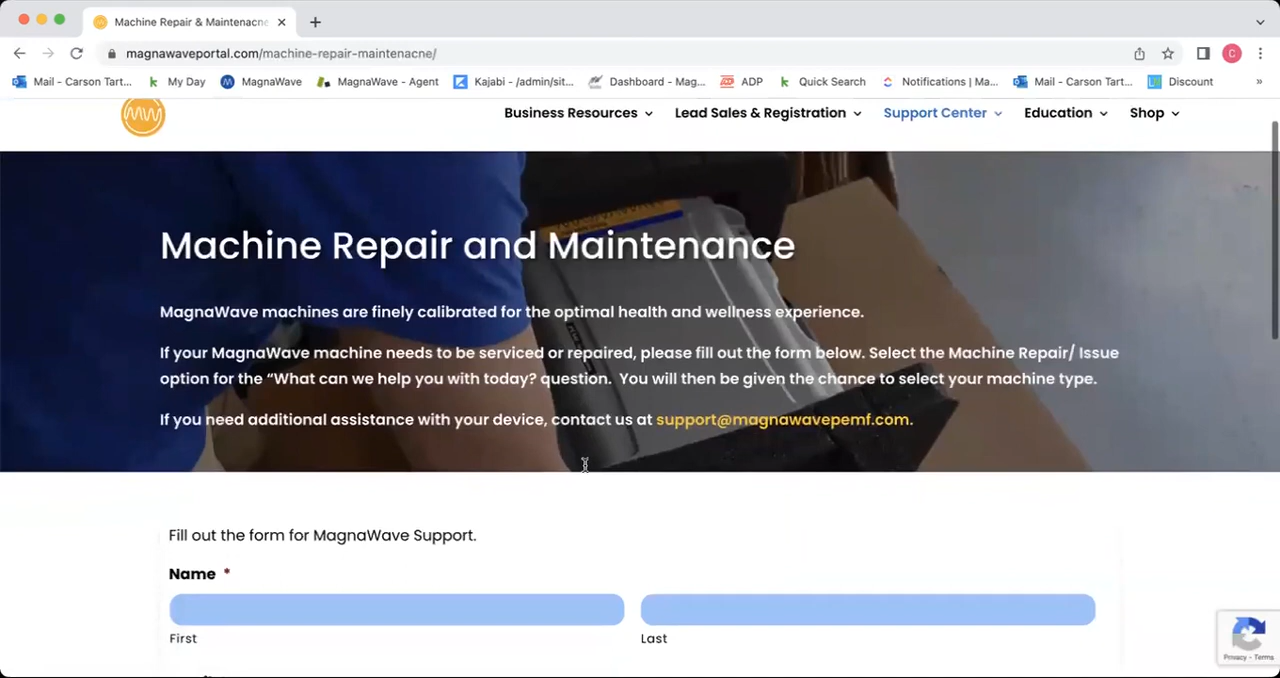 Machine Repair & Maintenacne
magnawaveportal.com/machine-repair-maintenacne/
C
Mail - Carson Tart... My Day MagnaWave MagnaWave - Agent Kajabi - /admin/sit... Dashboard - Mag... ADP Quick Search Notifications | Ma... Mail - Carson Tart... Discount »
MW Business Resources Lead Sales & Registration Support Center Education Shop
Machine Repair and Maintenance
MagnaWave machines are finely calibrated for the optimal health and wellness experience.
If your MagnaWave machine needs to be serviced or repaired, please fill out the form below. Select the Machine Repair/ Issue
option for the “What can we help you with today? question. You will then be given the chance to select your machine type.
If you need additional assistance with your device, contact us at support@magnawavepemf.com.
Fill out the form for MagnaWave Support.
Name *
First Last
Privacy - Terms